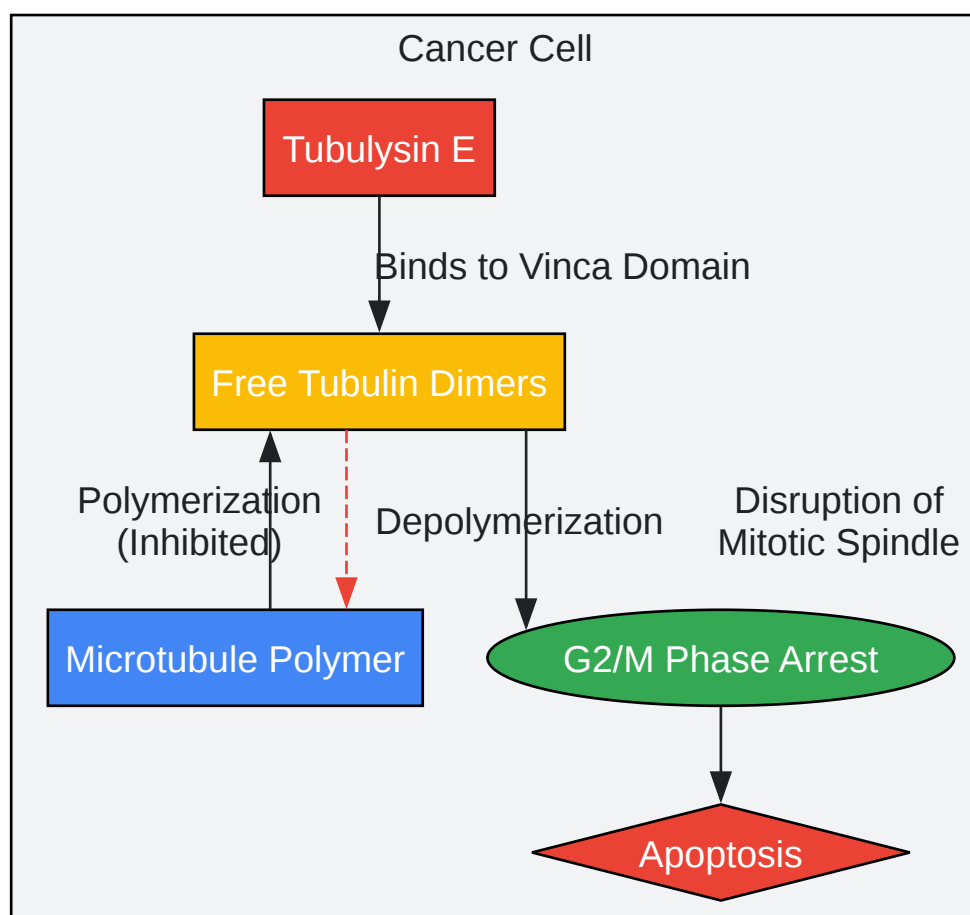 Cancer Cell
Tubulysin E
Binds to Vinca Domain
Free Tubulin Dimers
Polymerization
(Inhibited)
Depolymerization
Disruption of
Mitotic Spindle
Microtubule Polymer
G2/M Phase Arrest
Apoptosis